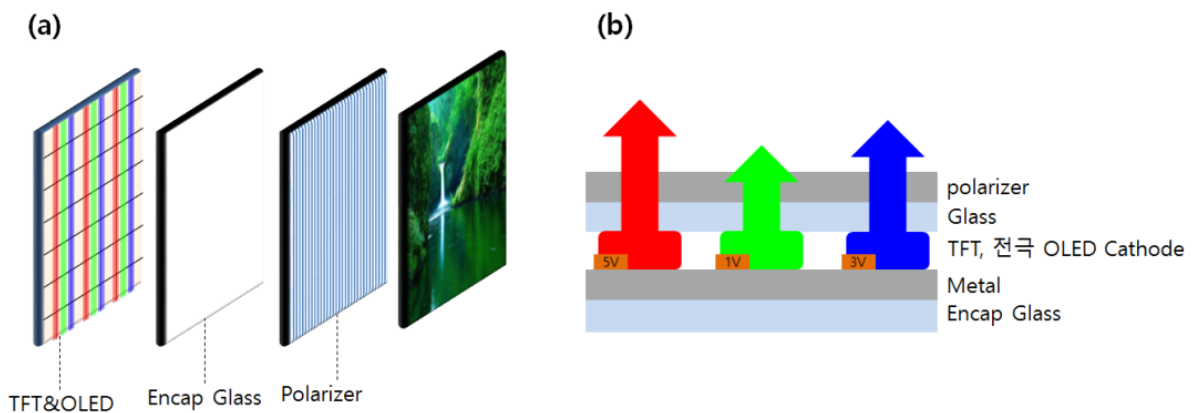 (a)
TFT&OLED
Encap Glass
Polarizer
(b)
polarizer
Glass
5V
1V
3V
TFT, 전극 OLED Cathode
Metal
Encap Glass